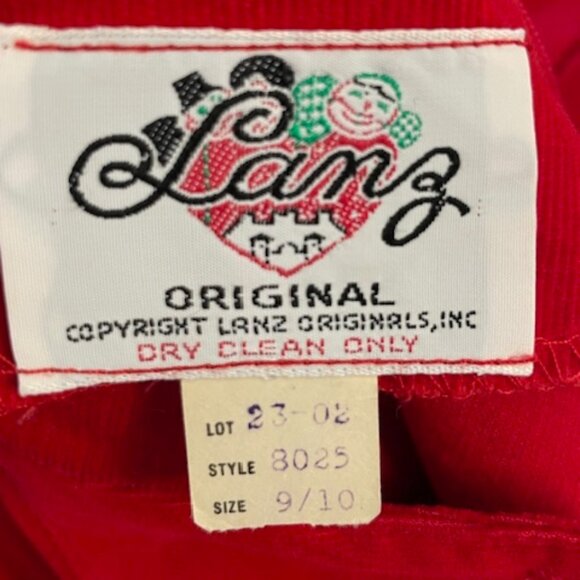 Lanz
ORIGINAL
COPYRIGHT LANZ ORIGINALS, INC
DRY CLEAN ONLY
LOT 23-02
STYLE 8025
SIZE 9/10